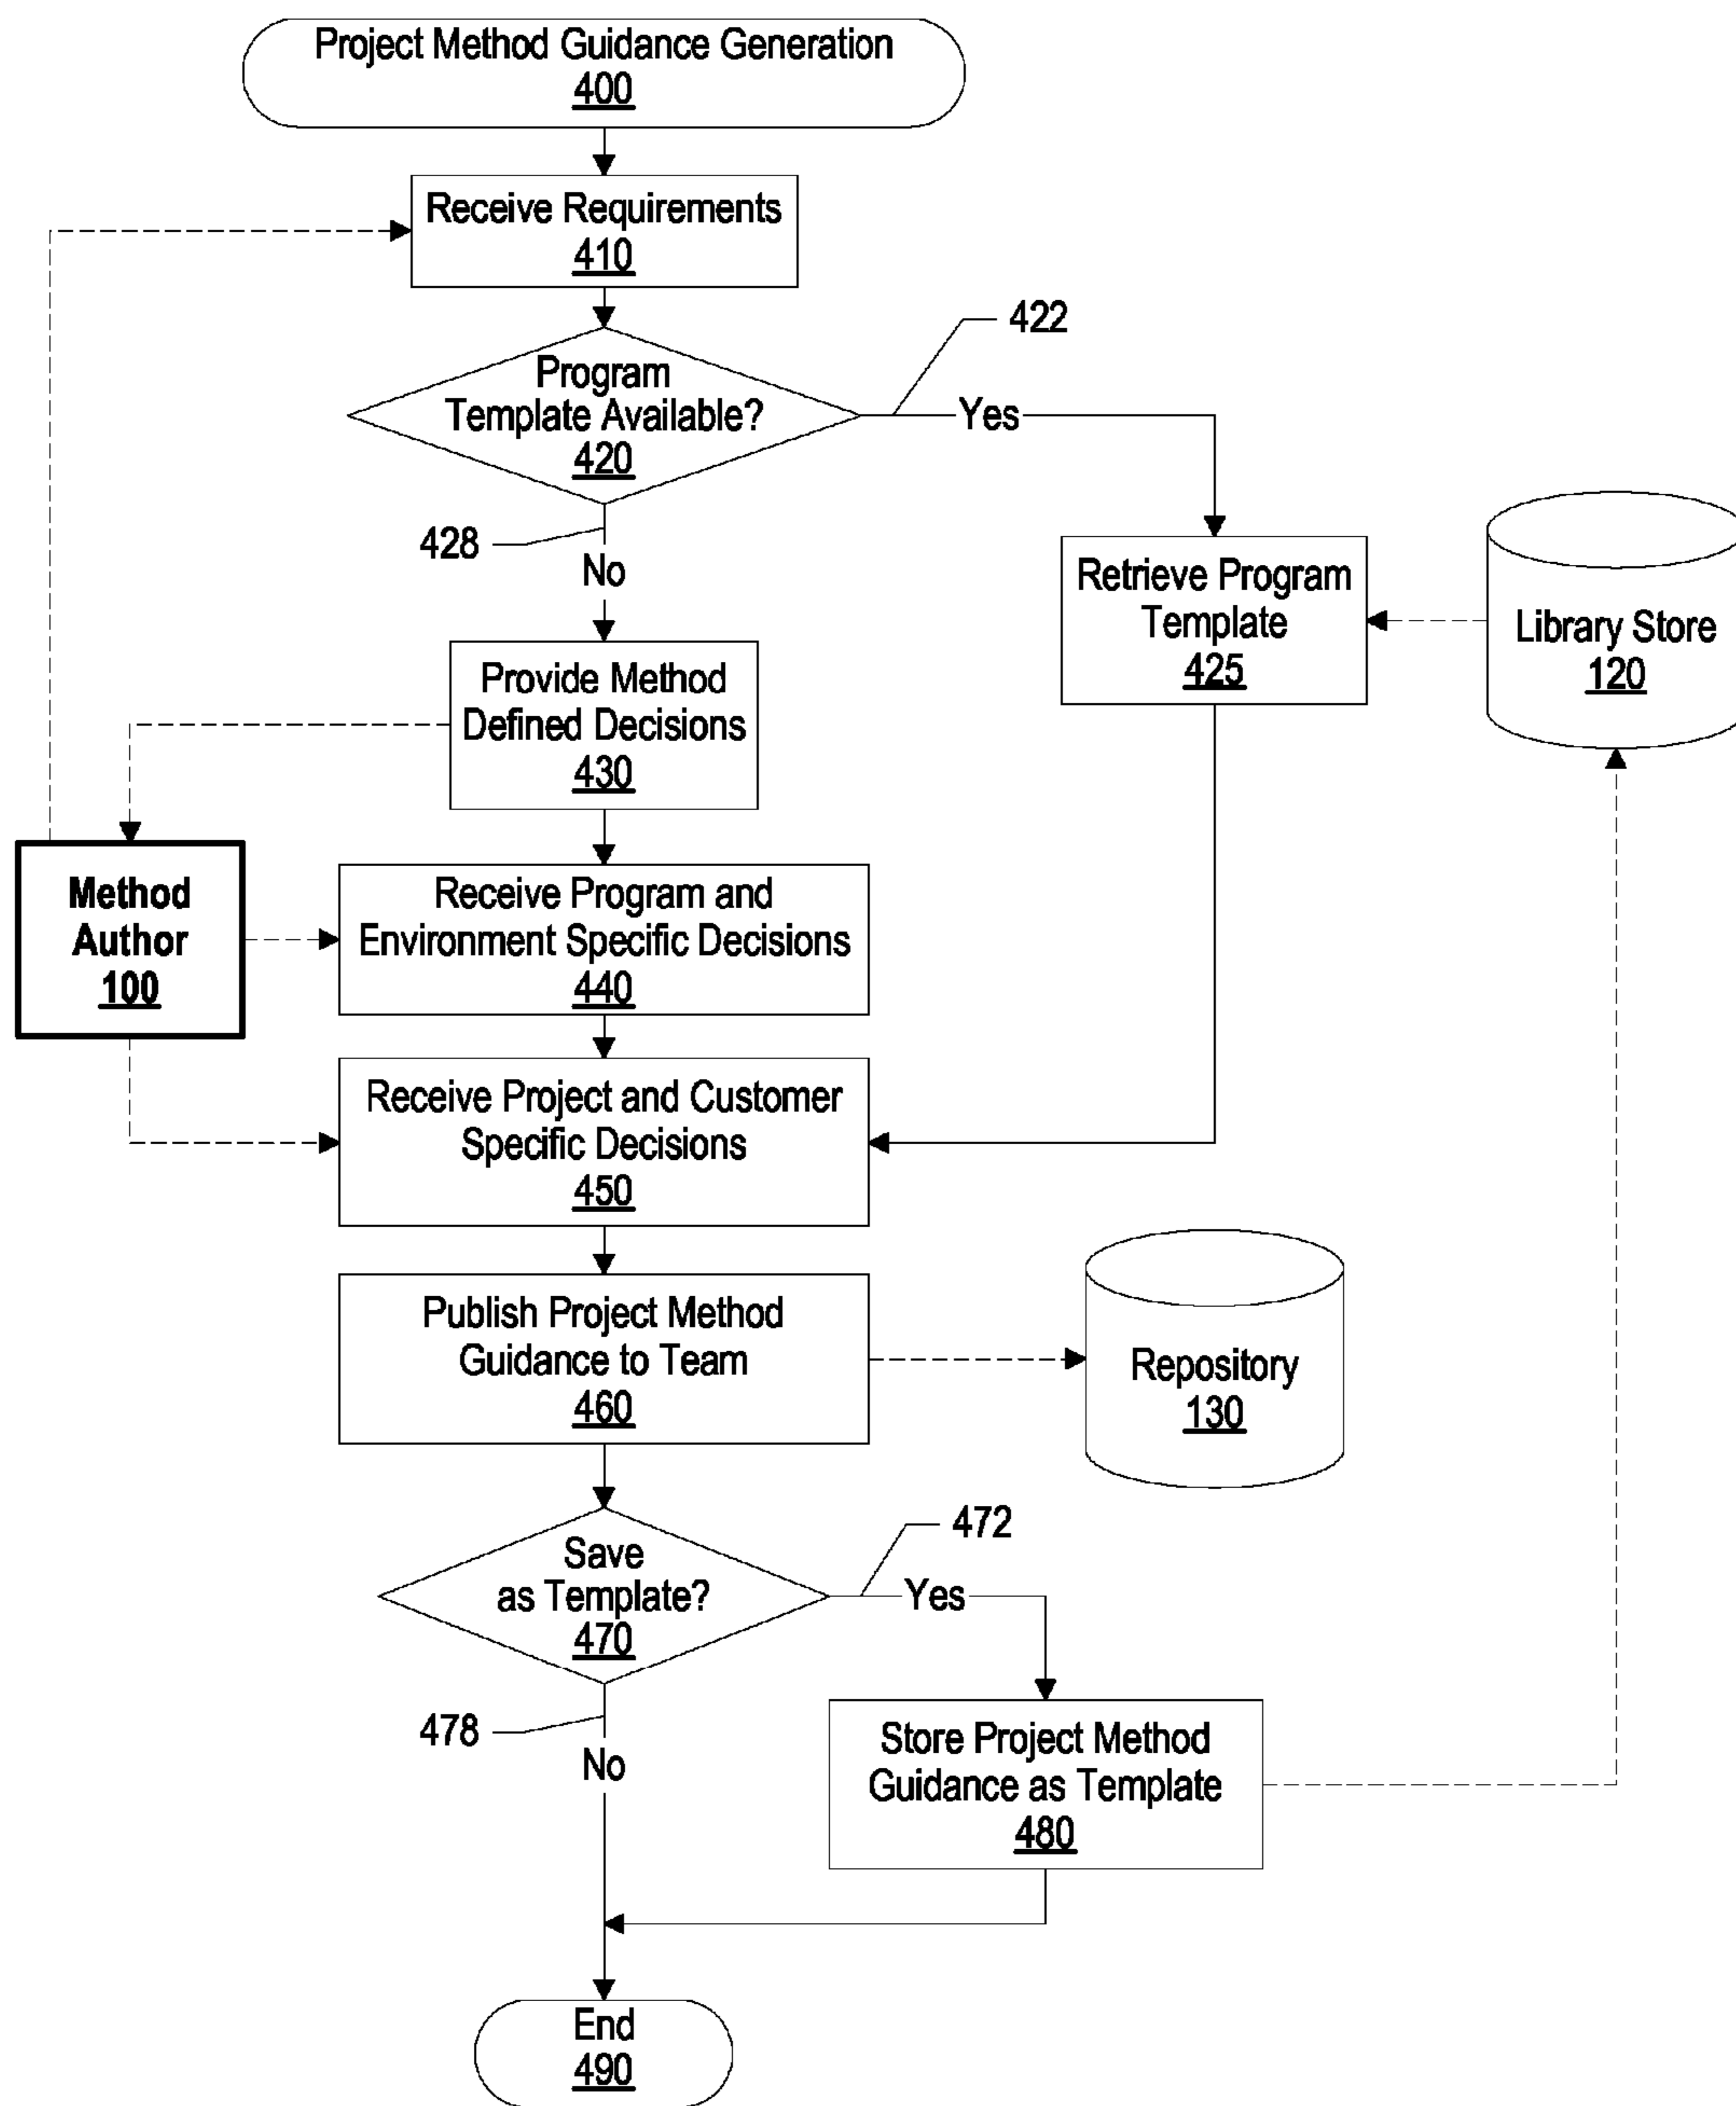 Project Method Guidance Generation
400
Receive Requirements
410
422
Program
Template Available?
420
Yes
428
No
Retrieve Program
Template
425
Library Store
120
Provide Method
Defined Decisions
430
Method
Author
100
Receive Program and
Environment Specific Decisions
440
Receive Project and Customer
Specific Decisions
450
Publish Project Method
Guidance to Team
460
Repository
130
472
Save
as Template?
470
Yes
478
No
Store Project Method
Guidance as Template
480
End
490